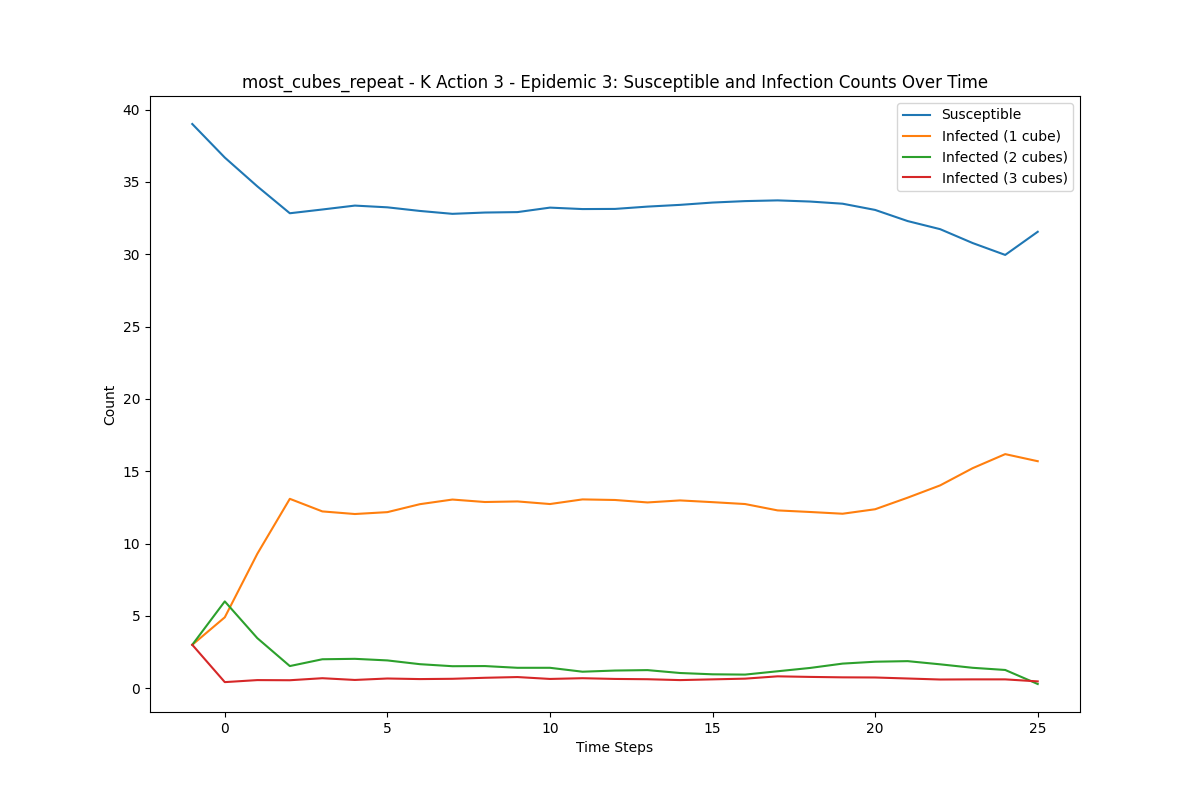 most_cubes_repeat - K Action 3 - Epidemic 3: Susceptible and Infection Counts Over Time
Susceptible
Infected (1 cube)
Infected (2 cubes)
Infected (3 cubes)
40
35
30
25
20
15
10
5
0
Count
0 5 10 15 20 25
Time Steps